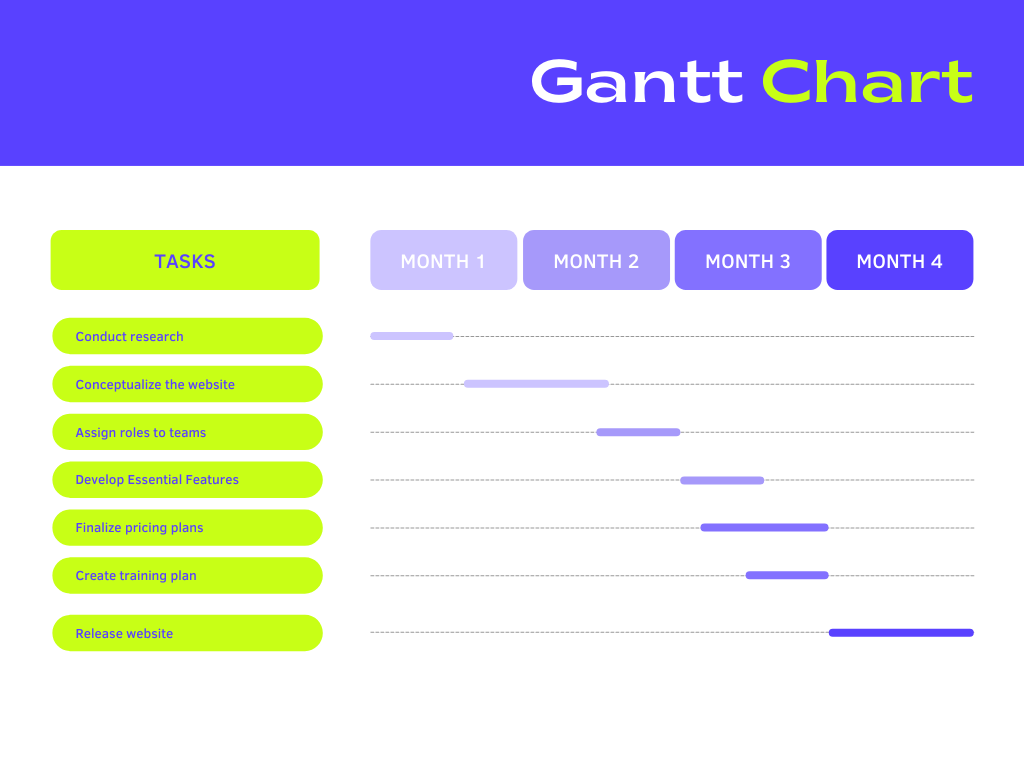 Gantt Chart
TASKS
MONTH 1
MONTH 2
MONTH 3
MONTH 4
Conduct research
Conceptualize the website
Assign roles to teams
Develop Essential Features
Finalize pricing plans
Create training plan
Release website